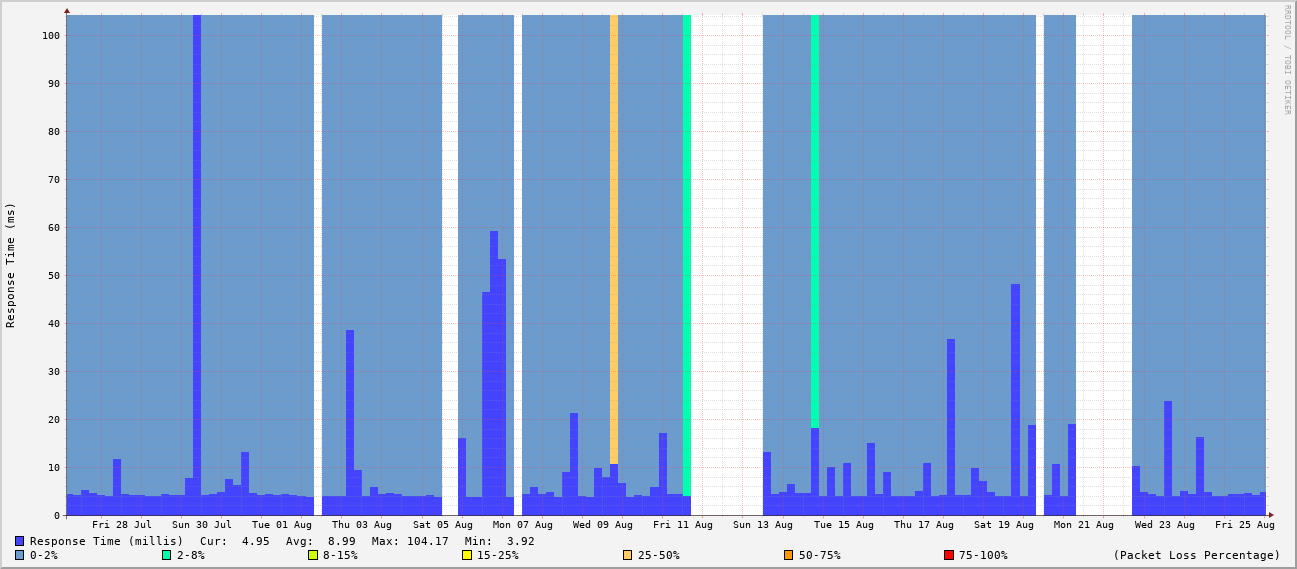 RRDTOOL / TOBI OETIKER
Response Time (ms)
100
90
80
70
60
50
40
30
20
10
0
Fri 28 Jul Sun 30 Jul Tue 01 Aug Thu 03 Aug Sat 05 Aug Mon 07 Aug Wed 09 Aug Fri 11 Aug Sun 13 Aug Tue 15 Aug Thu 17 Aug Sat 19 Aug Mon 21 Aug Wed 23 Aug Fri 25 Aug
Response Time (millis) Cur: 4.95 Avg: 8.99 Max: 104.17 Min: 3.92
0-2% 2-8% 8-15% 15-25% 25-50% 50-75% 75-100% (Packet Loss Percentage)